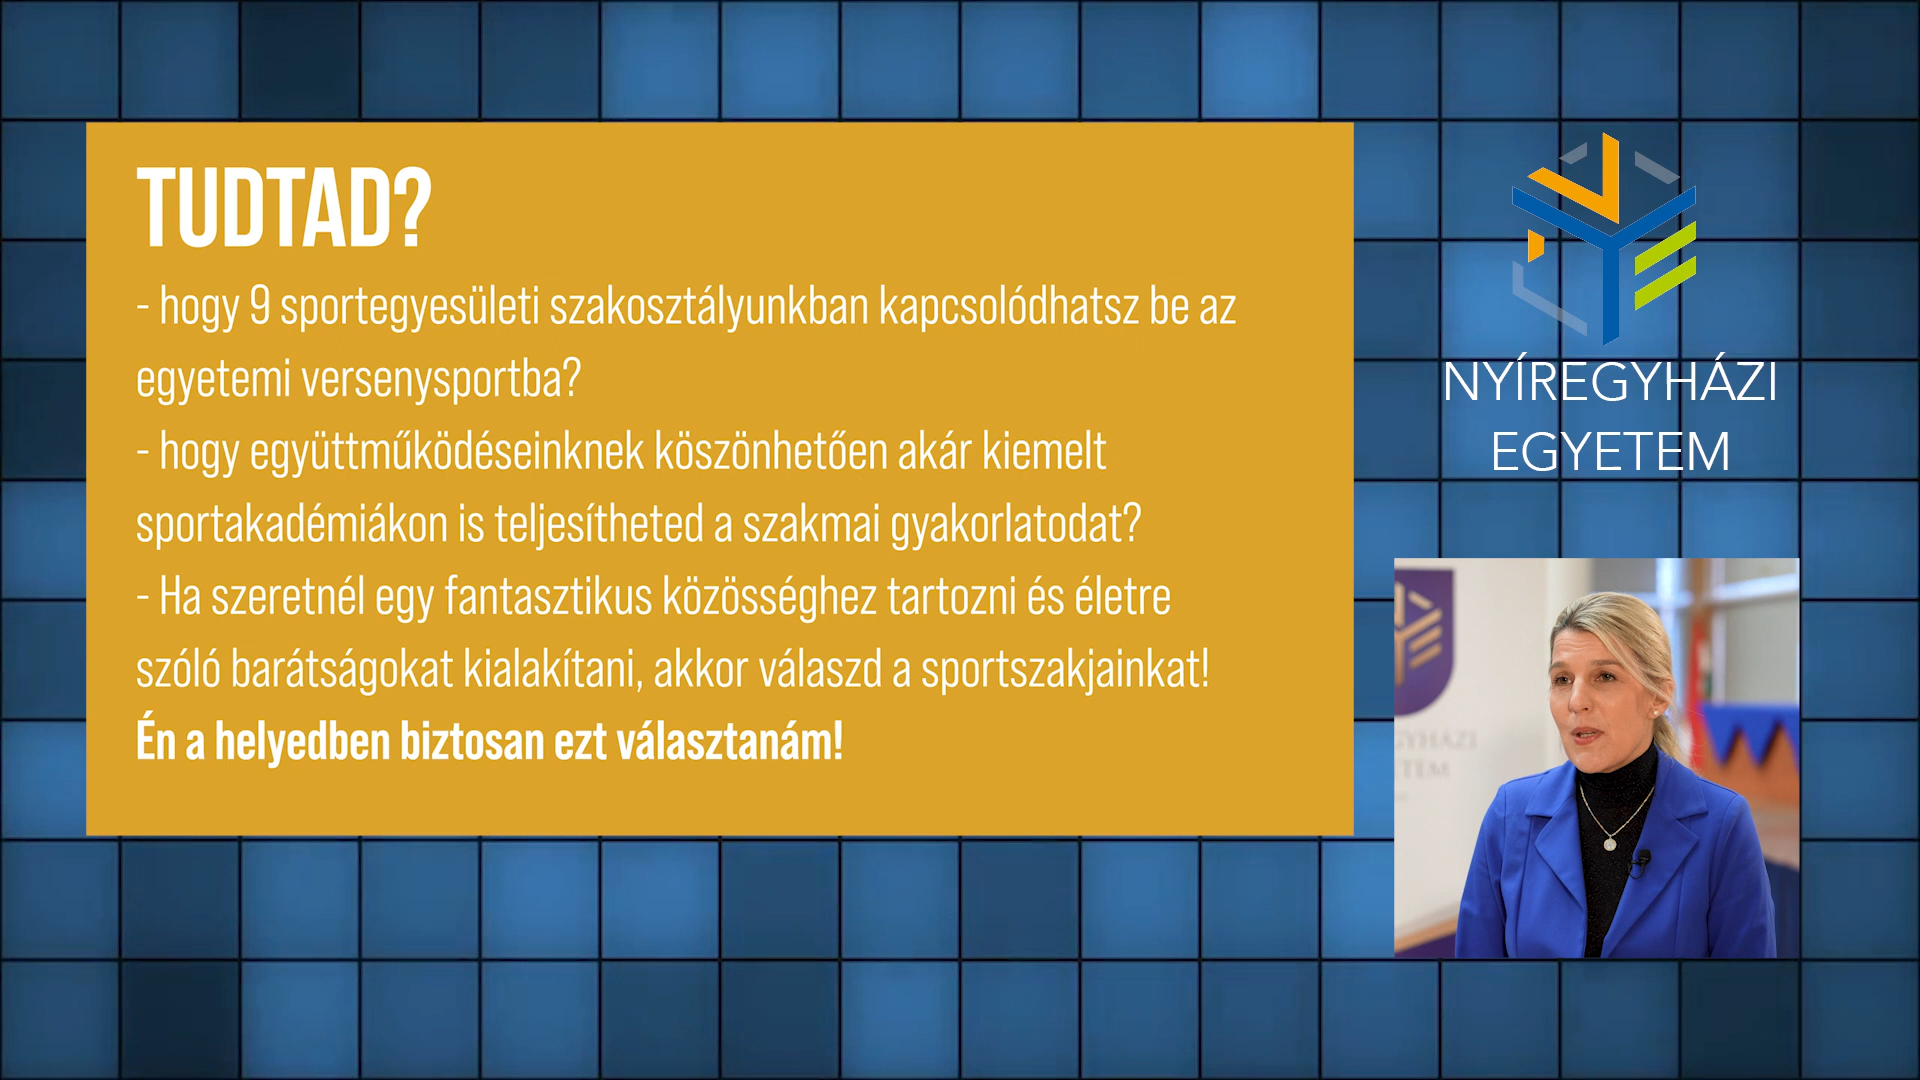 TUDTAD?
- hogy 9 sportegyesületi szakosztályunkban kapcsolódhatsz be az
egyetemi versenysportba?
- hogy együttműködéseinknek köszönhetően akár kiemelt
sportakadémiákon is teljesítheted a szakmai gyakorlatodat?
- Ha szeretnél egy fantasztikus közösséghez tartozni és életre
szóló barátságokat kialakítani, akkor válaszd a sportszakjainkat!
Én a helyedben biztosan ezt választanám!
NYÍREGYHÁZI
EGYETEM
GYHÁZI
TEM